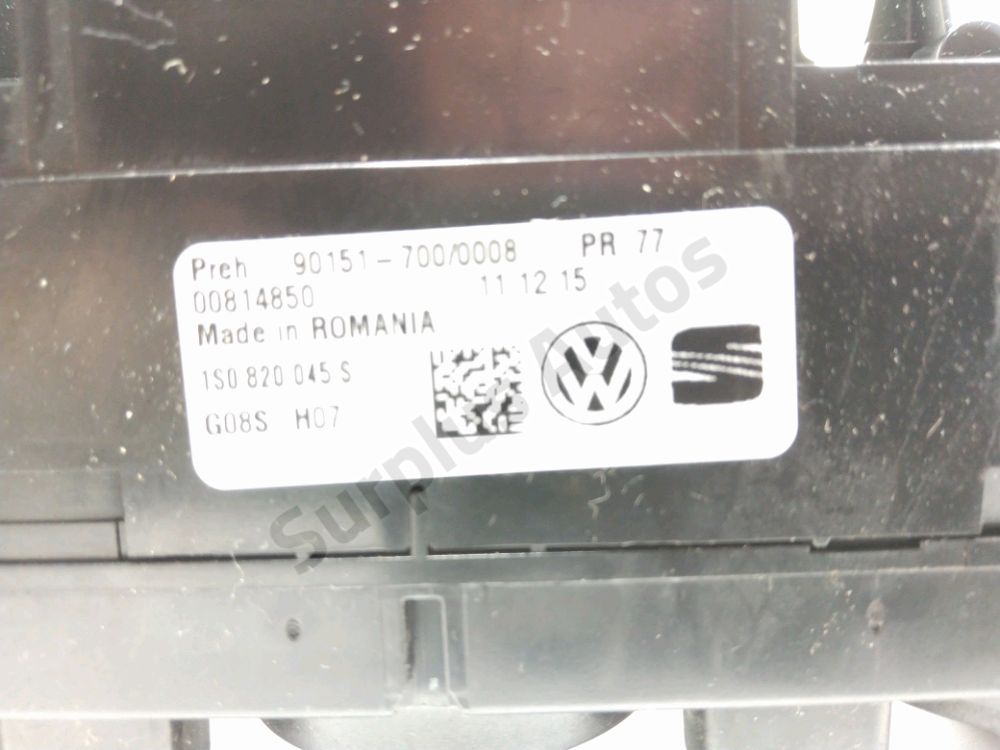 Preh 90151-700/0008 PR 77
00814850 11 12 15
Made in ROMANIA
1S0 820 045 S
G08S H07
Surplus Autos